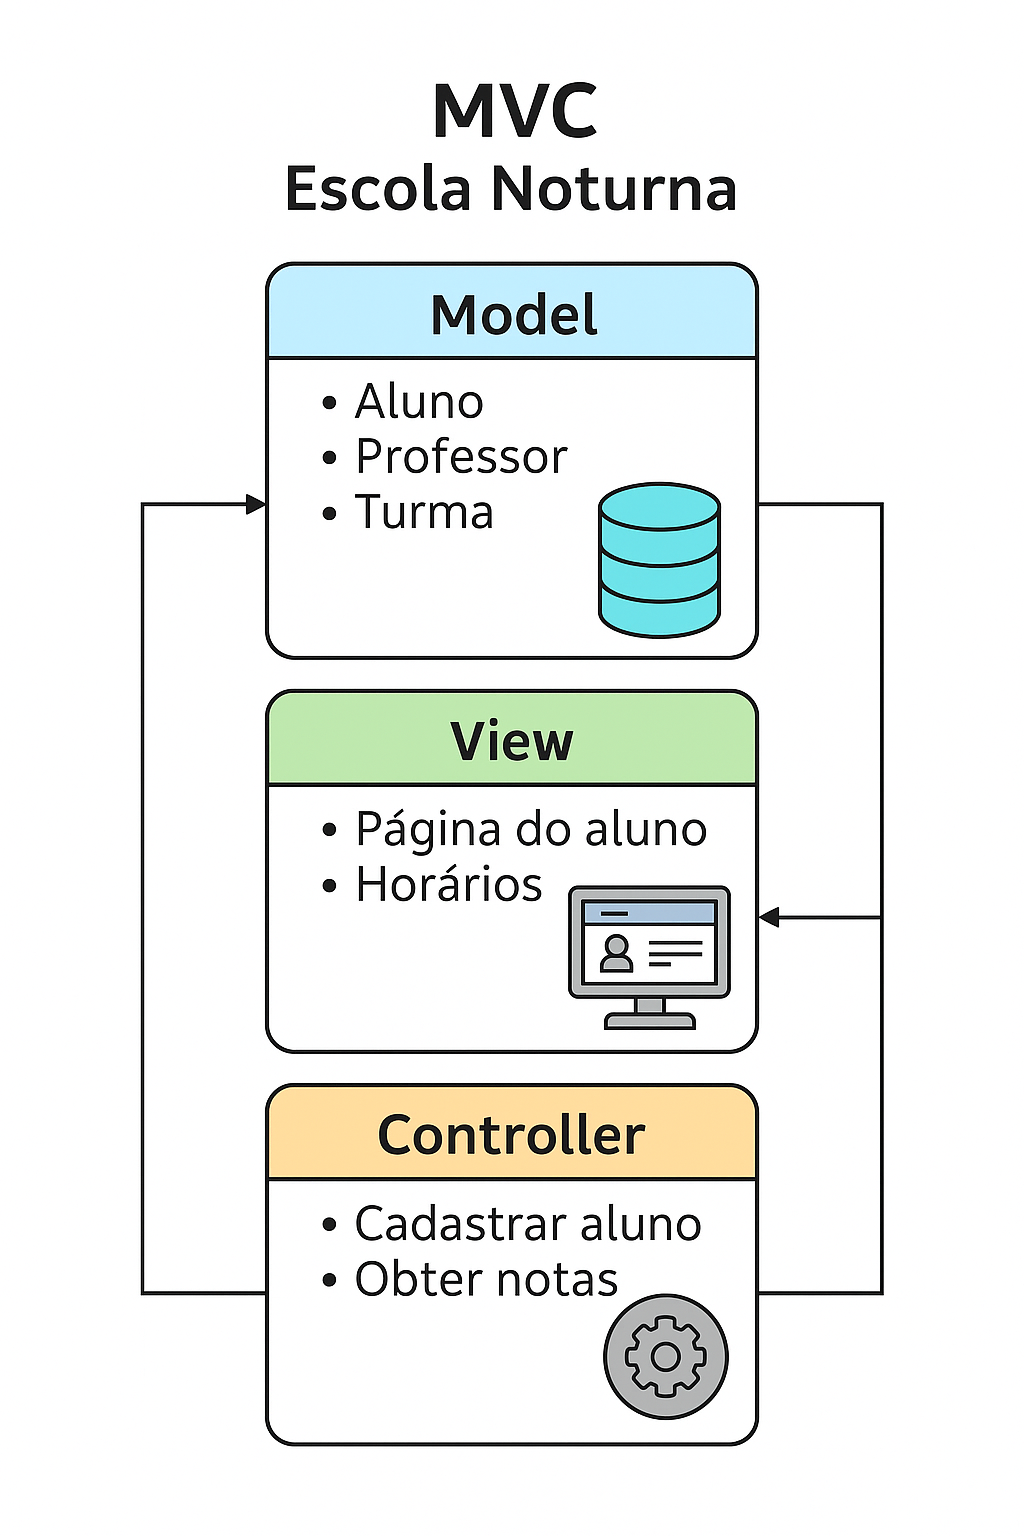 MVC
Escola Noturna
Model
• Aluno
• Professor
• Turma
View
• Página do aluno
• Horários
Controller
• Cadastrar aluno
• Obter notas